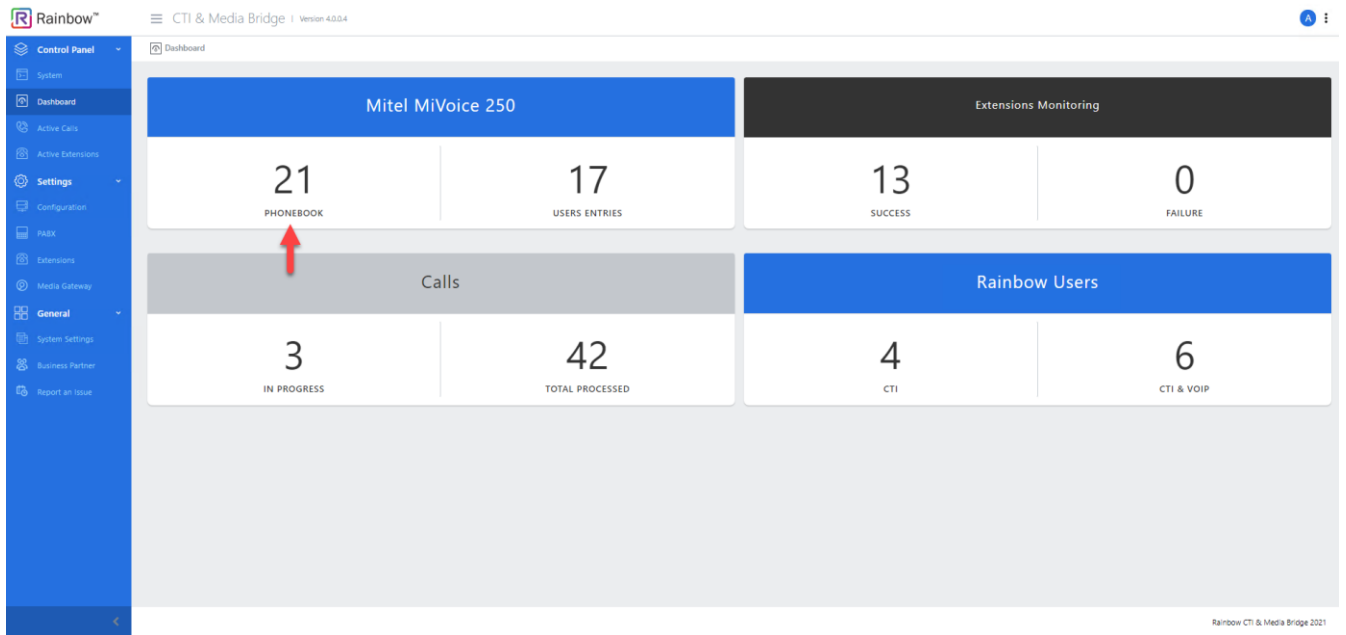 Rainbow™
CTI & Media Bridge | Version 4.0.0.4
A
Control Panel
System
Dashboard
Active Calls
Active Extensions
Settings
Configuration
PABX
Extensions
Media Gateway
General
System Settings
Business Partner
Report an Issue
Dashboard
Mitel MiVoice 250
21
PHONEBOOK
17
USERS ENTRIES
Extensions Monitoring
13
SUCCESS
0
FAILURE
Calls
3
IN PROGRESS
42
TOTAL PROCESSED
Rainbow Users
4
CTI
6
CTI & VOIP
Rainbow CTI & Media Bridge 2021